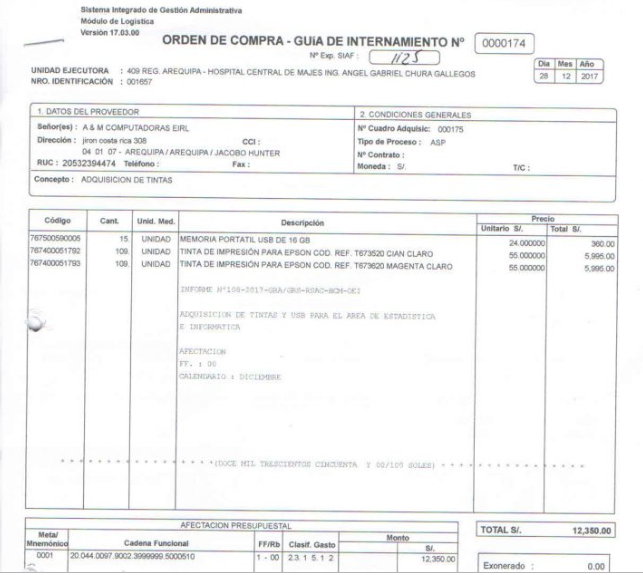 Sistema Integrado de Gestión Administrativa
Módulo de Logística
Versión 17.03.00
ORDEN DE COMPRA - GUÍA DE INTERNAMIENTO Nº 0000174
Nº Exp. SIAF : 1125
Dia Mes Año
28 12 2017
UNIDAD EJECUTORA : 409 REG. AREQUIPA - HOSPITAL CENTRAL DE MAJES ING. ANGEL GABRIEL CHURA GALLEGOS
NRO. IDENTIFICACIÓN : 001657
1. DATOS DEL PROVEEDOR
Señor(es) : A & M COMPUTADORAS EIRL
Dirección : jiron costa rica 308 CCI :
04 01 07 - AREQUIPA / AREQUIPA / JACOBO HUNTER
RUC : 20532394474 Teléfono : Fax :
Concepto : ADQUISICION DE TINTAS
2. CONDICIONES GENERALES
Nº Cuadro Adquisic: 000175
Tipo de Proceso : ASP
Nº Contrato :
Moneda : S/. T/C :
Código Cant. Unid. Med. Descripción Precio
Unitario S/. Total S/.
767500590005 15. UNIDAD MEMORIA PORTATIL USB DE 16 GB 24.000000 360.00
767400051792 109. UNIDAD TINTA DE IMPRESIÓN PARA EPSON COD. REF. T673520 CIAN CLARO 55.000000 5,995.00
767400051793 109. UNIDAD TINTA DE IMPRESIÓN PARA EPSON COD. REF. T673620 MAGENTA CLARO 55.000000 5,995.00
INFORME Nº108-2017-GRA/GRS-RSAC-HCM-OEI
ADQUISICION DE TINTAS Y USB PARA EL AREA DE ESTADISTICA
E INFORMATICA
AFECTACION
FF. : 00
CALENDARIO : DICIEMBRE
*(DOCE MIL TRESCIENTOS CINCUENTA Y 00/100 SOLES) *
AFECTACION PRESUPUESTAL
Meta/ Mnemónico Cadena Funcional FF/Rb Clasif. Gasto Monto
S/.
0001 20.044.0097.9002.3999999.5000510 1 - 00 2.3. 1 5. 1 2 12,350.00
TOTAL S/. 12,350.00
Exonerado : 0.00